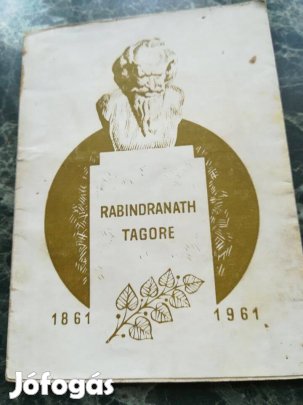 RABINDRANATH
TAGORE
1861 1961
Jófogás